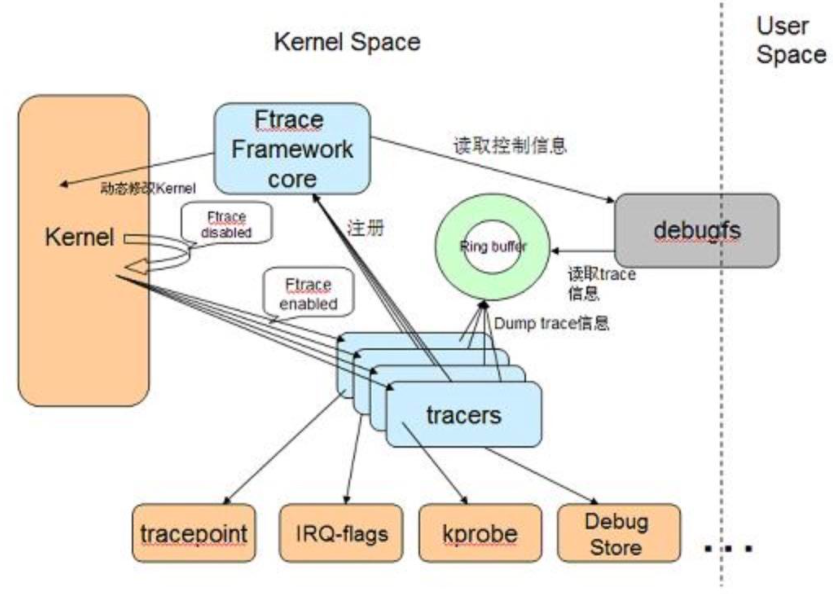 Kernel Space
User
Space
Ftrace
Framework
core
读取控制信息
动态修改Kernel
Ftrace
disabled
注册
Kernel
Ring buffer
debugfs
读取trace
信息
Ftrace
enabled
Dump trace信息
tracers
tracepoint
IRQ-flags
kprobe
Debug
Store
...